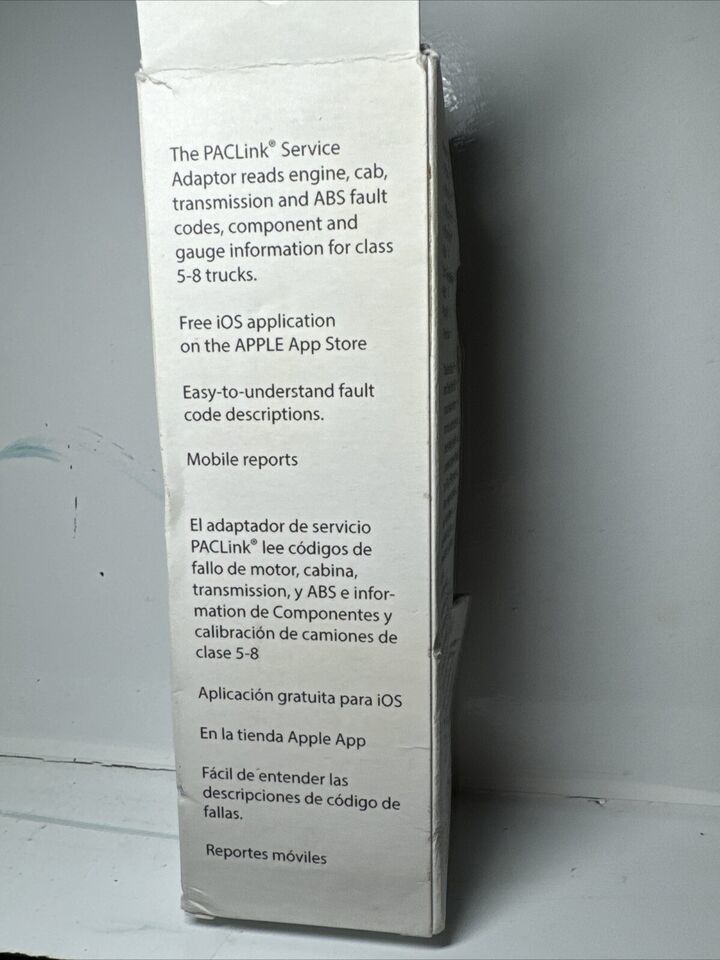 The PACLink® Service
Adaptor reads engine, cab,
transmission and ABS fault
codes, component and
gauge information for class
5-8 trucks.
Free iOS application
on the APPLE App Store
Easy-to-understand fault
code descriptions.
Mobile reports
El adaptador de servicio
PACLink® lee códigos de
fallo de motor, cabina,
transmission, y ABS e infor-
mation de Componentes y
calibración de camiones de
clase 5-8
Aplicación gratuita para iOS
En la tienda Apple App
Fácil de entender las
descripciones de código de
fallas.
Reportes móviles